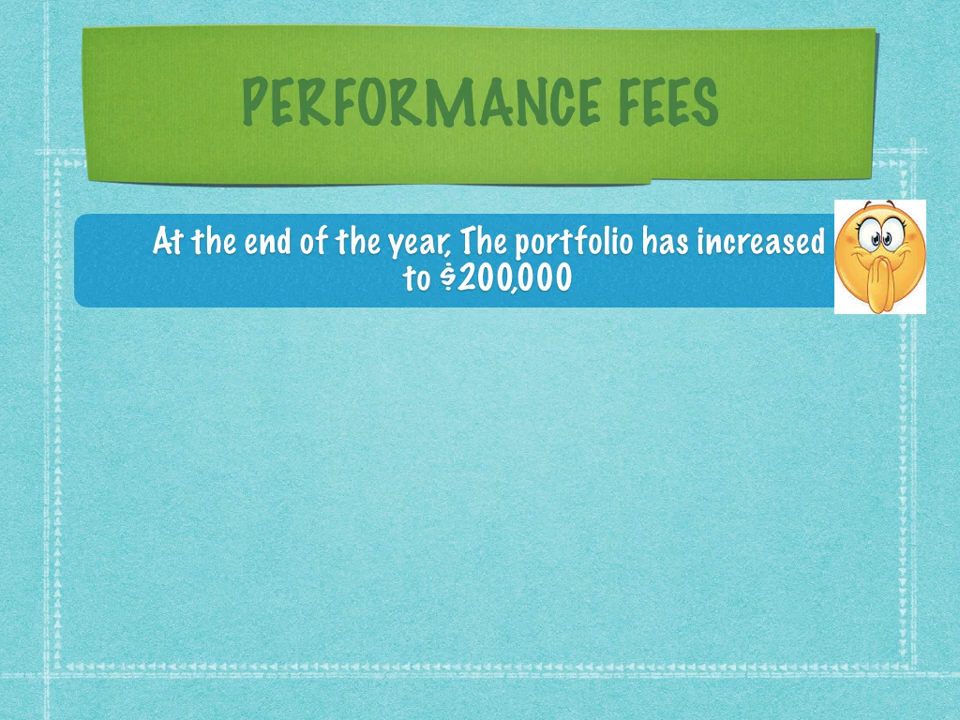 PERFORMANCE FEES
At the end of the year, The portfolio has increased
to $200,000